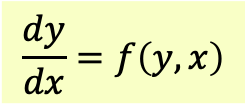 dy/dx = f(y, x)